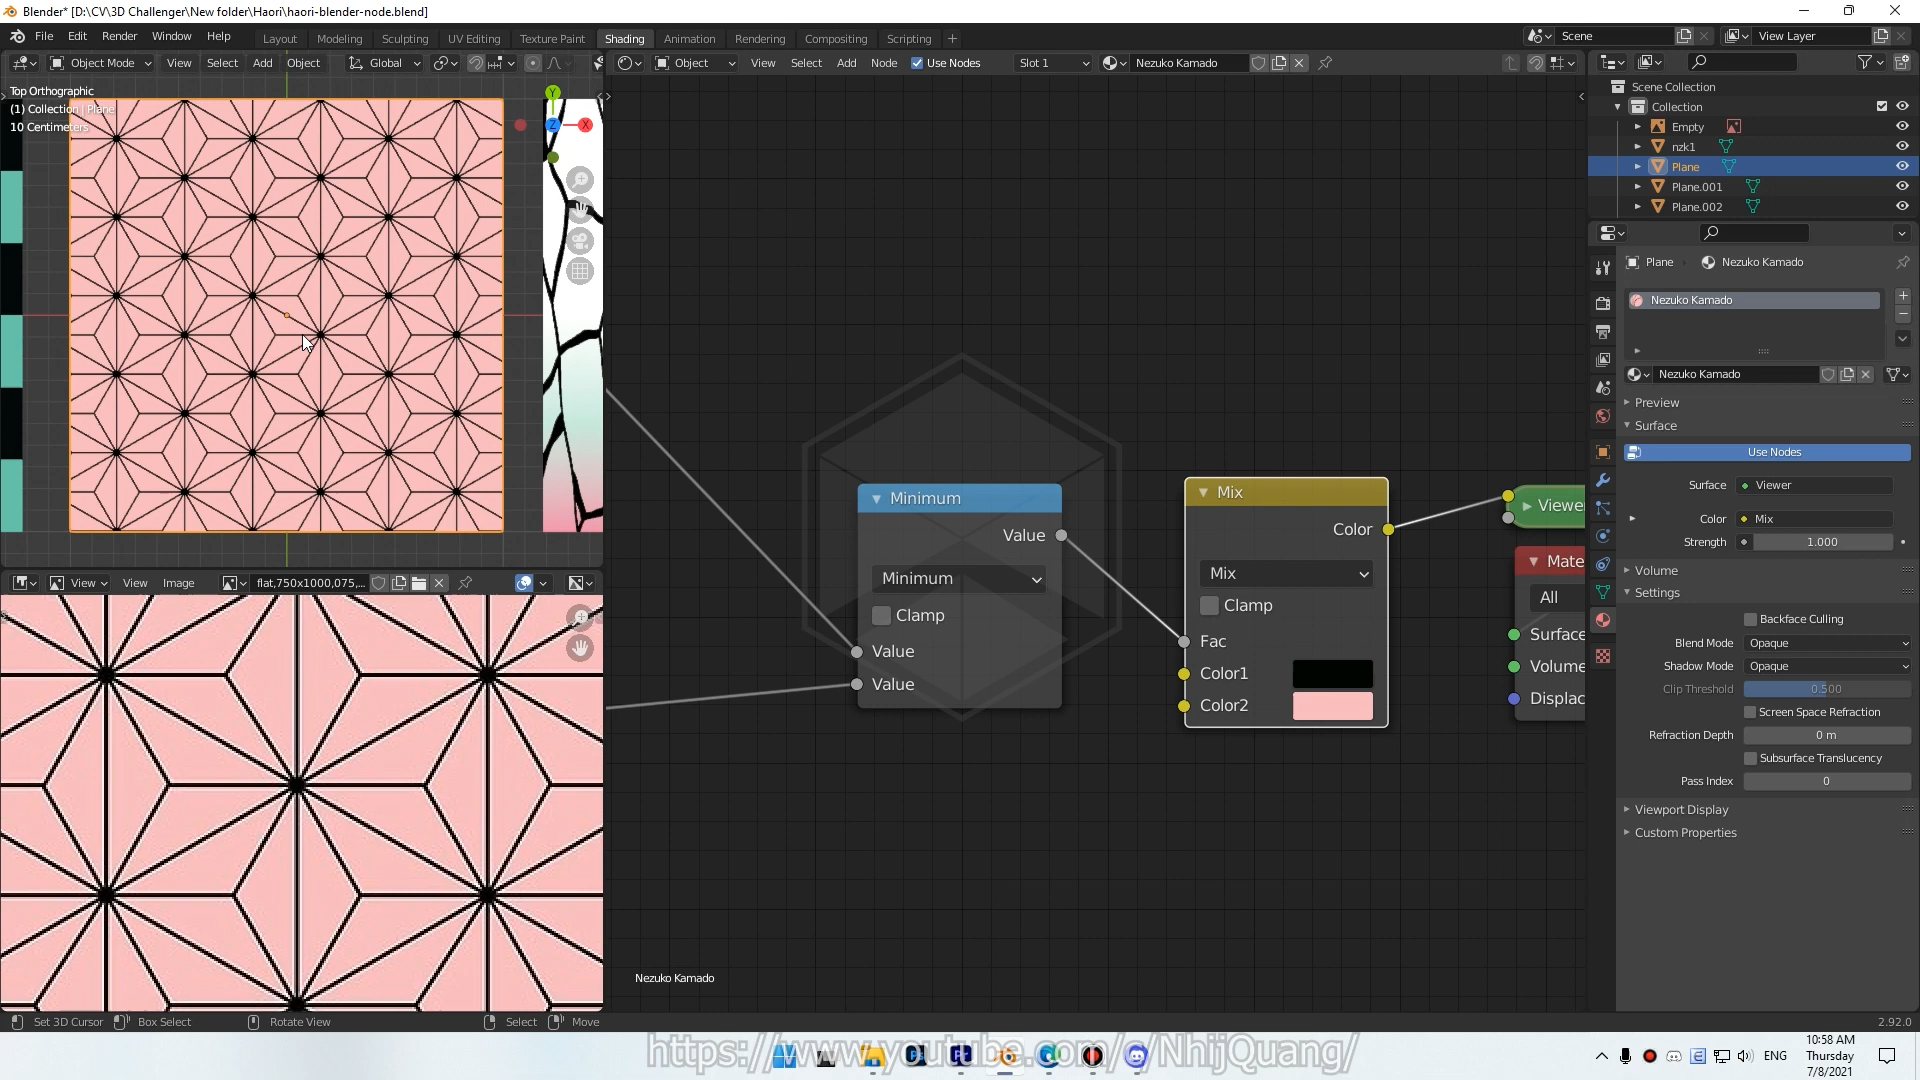 Blender* [D:\CV\3D Challenger\New folder\Haori\haori-blender-node.blend]
File Edit Render Window Help
Layout Modeling Sculpting UV Editing Texture Paint Shading Animation Rendering Compositing Scripting +
Scene View Layer
Object Mode View Select Add Object Global
Object View Select Add Node Use Nodes Slot 1 Nezuko Kamado
Top Orthographic
(1) Collection | Plane
10 Centimeters
Y
Z X
Scene Collection
Collection
Empty
nzk1
Plane
Plane.001
Plane.002
Plane Nezuko Kamado
Nezuko Kamado
Nezuko Kamado
Preview
Surface
Use Nodes
Surface Viewer
Color Mix
Strength 1.000
Volume
Settings
Backface Culling
Blend Mode Opaque
Shadow Mode Opaque
Clip Threshold 0.500
Screen Space Refraction
Refraction Depth 0 m
Subsurface Translucency
Pass Index 0
Viewport Display
Custom Properties
Minimum
Value
Minimum
Clamp
Value
Value
Mix
Color
Mix
Clamp
Fac
Color1
Color2
Viewe
Mate
All
Surface
Volume
Displac
View View Image flat,750x1000,075,...
Nezuko Kamado
Set 3D Cursor Box Select Rotate View Select Move
2.92.0
https://www.youtube.com/c/NhijQuang/
ENG
10:58 AM
Thursday
7/8/2021